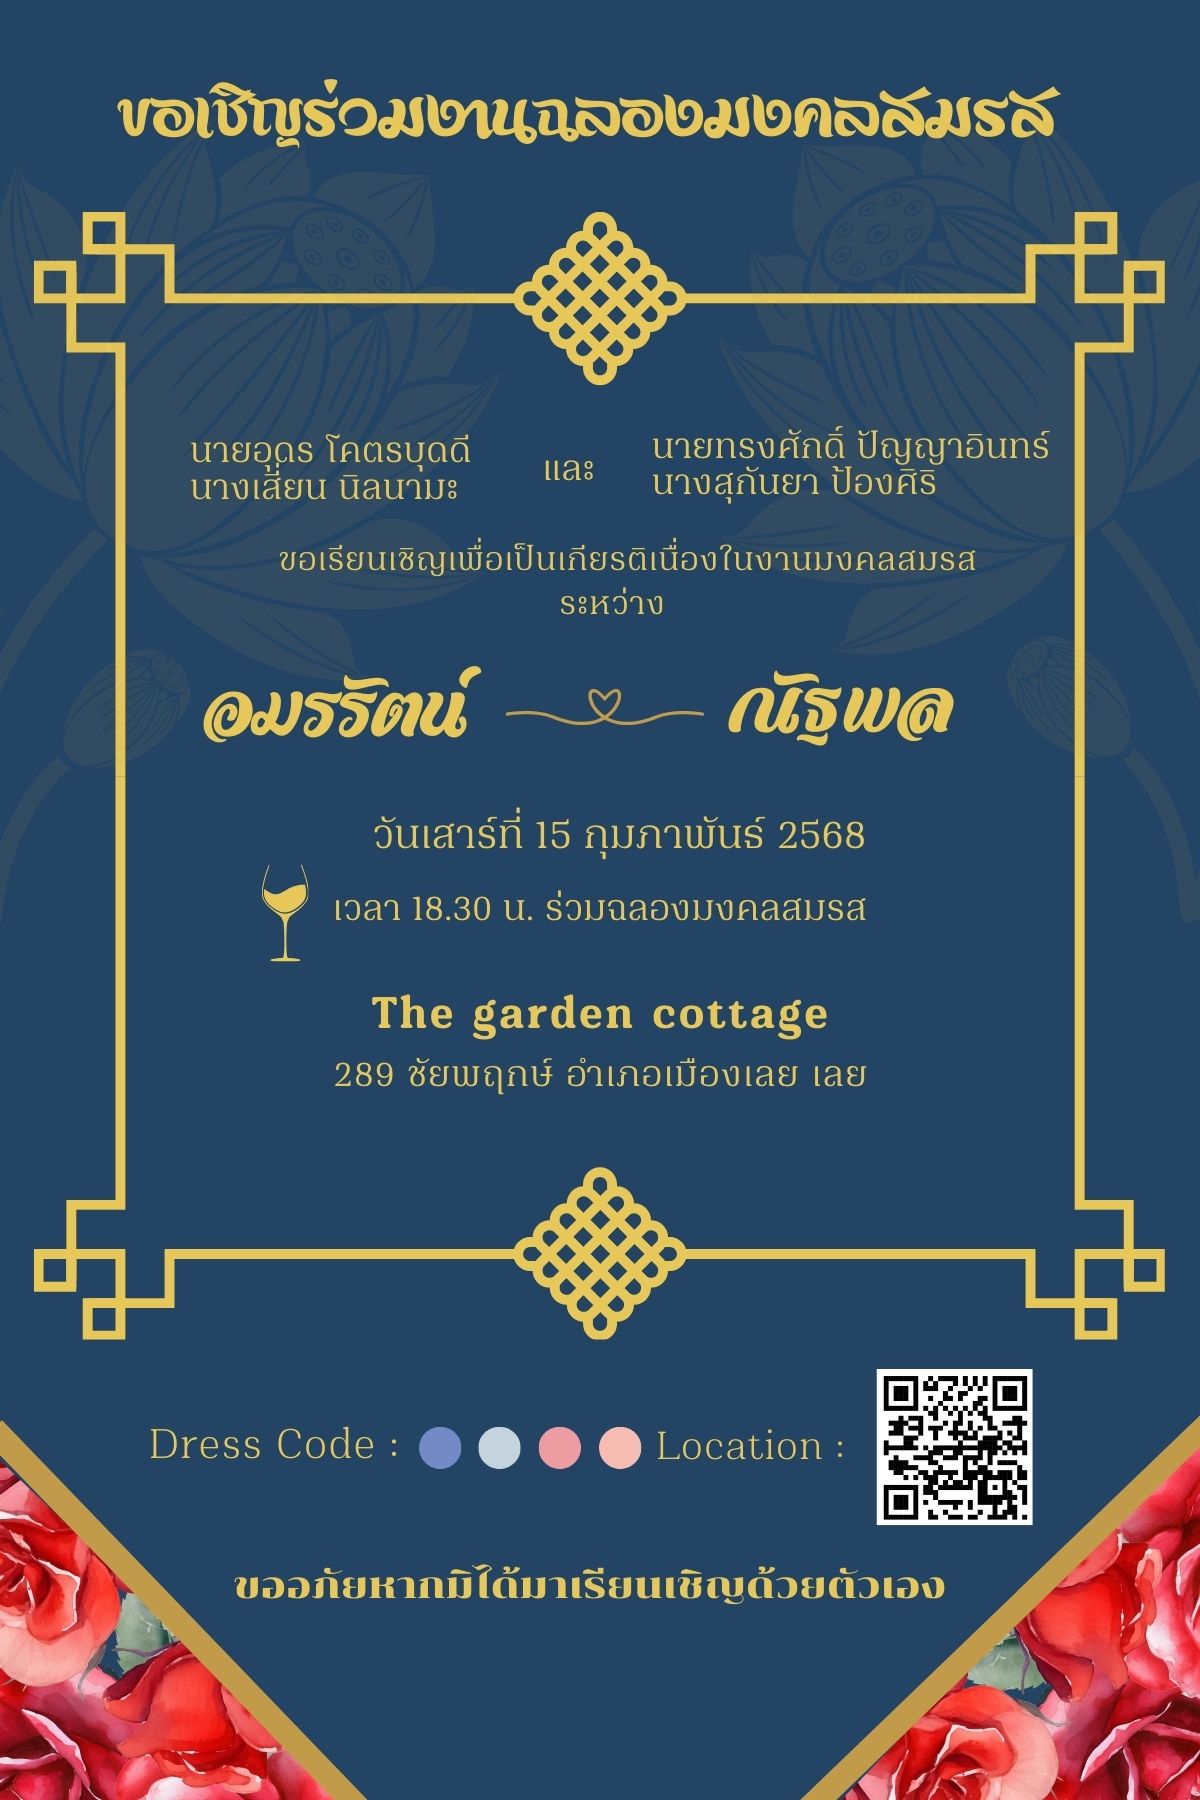 ขอเชิญร่วมงานฉลองมงคลสมรส
นายอุดร โคตรบุดดี
นางเสี่ยน นิลนามะ
และ
นายทรงศักดิ์ ปัญญาอินทร์
นางสุภันยา ป้องศิริ
ขอเรียนเชิญเพื่อเป็นเกียรติเนื่องในงานมงคลสมรส
ระหว่าง
อมรรัตน์ ณัฐพล
วันเสาร์ที่ 15 กุมภาพันธ์ 2568
เวลา 18.30 น. ร่วมฉลองมงคลสมรส
The garden cottage
289 ชัยพฤกษ์ อำเภอเมืองเลย เลย
Dress Code : Location :
ขออภัยหากมิได้มาเรียนเชิญด้วยตัวเอง